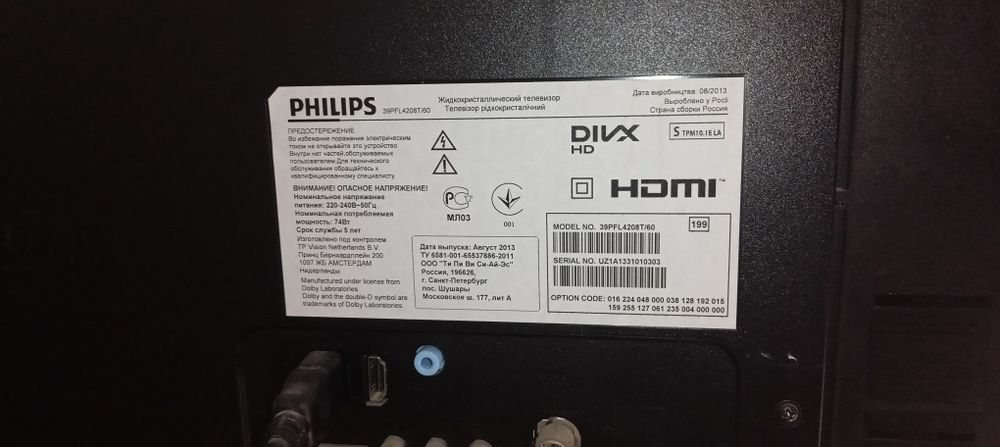 PHILIPS 39PFL4208T/60
Жидкокристаллический телевизор
Телевізор рідкокристалічний
Дата виробництва: 08/2013
Вироблено у Росії
Страна сборки Россия
ПРЕДОСТЕРЕЖЕНИЕ
Во избежание поражения электрическим
током не открывайте это устройство
Внутри нет частей,обслуживаемых
пользователем.Для технического
обслуживания обращайтесь к
квалифицированному специалисту.
ВНИМАНИЕ! ОПАСНОЕ НАПРЯЖЕНИЕ!
Номинальное напряжение
питания: 220-240В~50Гц
Номинальная потребляемая
мощность: 74Вт
Срок службы 5 лет
Изготовлено под контролем
TP Vision Netherlands B.V.
Принц Бернхардплейн 200
1097 ЖБ АМСТЕРДАМ
Нидерланды
Manufactured under license from
Dolby Laboratories
Dolby and the double-D symbol are
trademarks of Dolby Laboratories.
РСТ
МЛ03
001
DIVX
HD
S TPM10.1E LA
HDMI™
Дата выпуска: Август 2013
ТУ 6581-001-65537886-2011
ООО "Ти Пи Ви Си-Ай-Эс"
Россия, 196626,
г. Санкт-Петербург
пос. Шушары
Московское ш. 177, лит А
MODEL NO. 39PFL4208T/60
199
SERIAL NO. UZ1A1331010303
OPTION CODE: 016 224 048 000 038 128 192 015
159 255 127 061 235 004 000 000